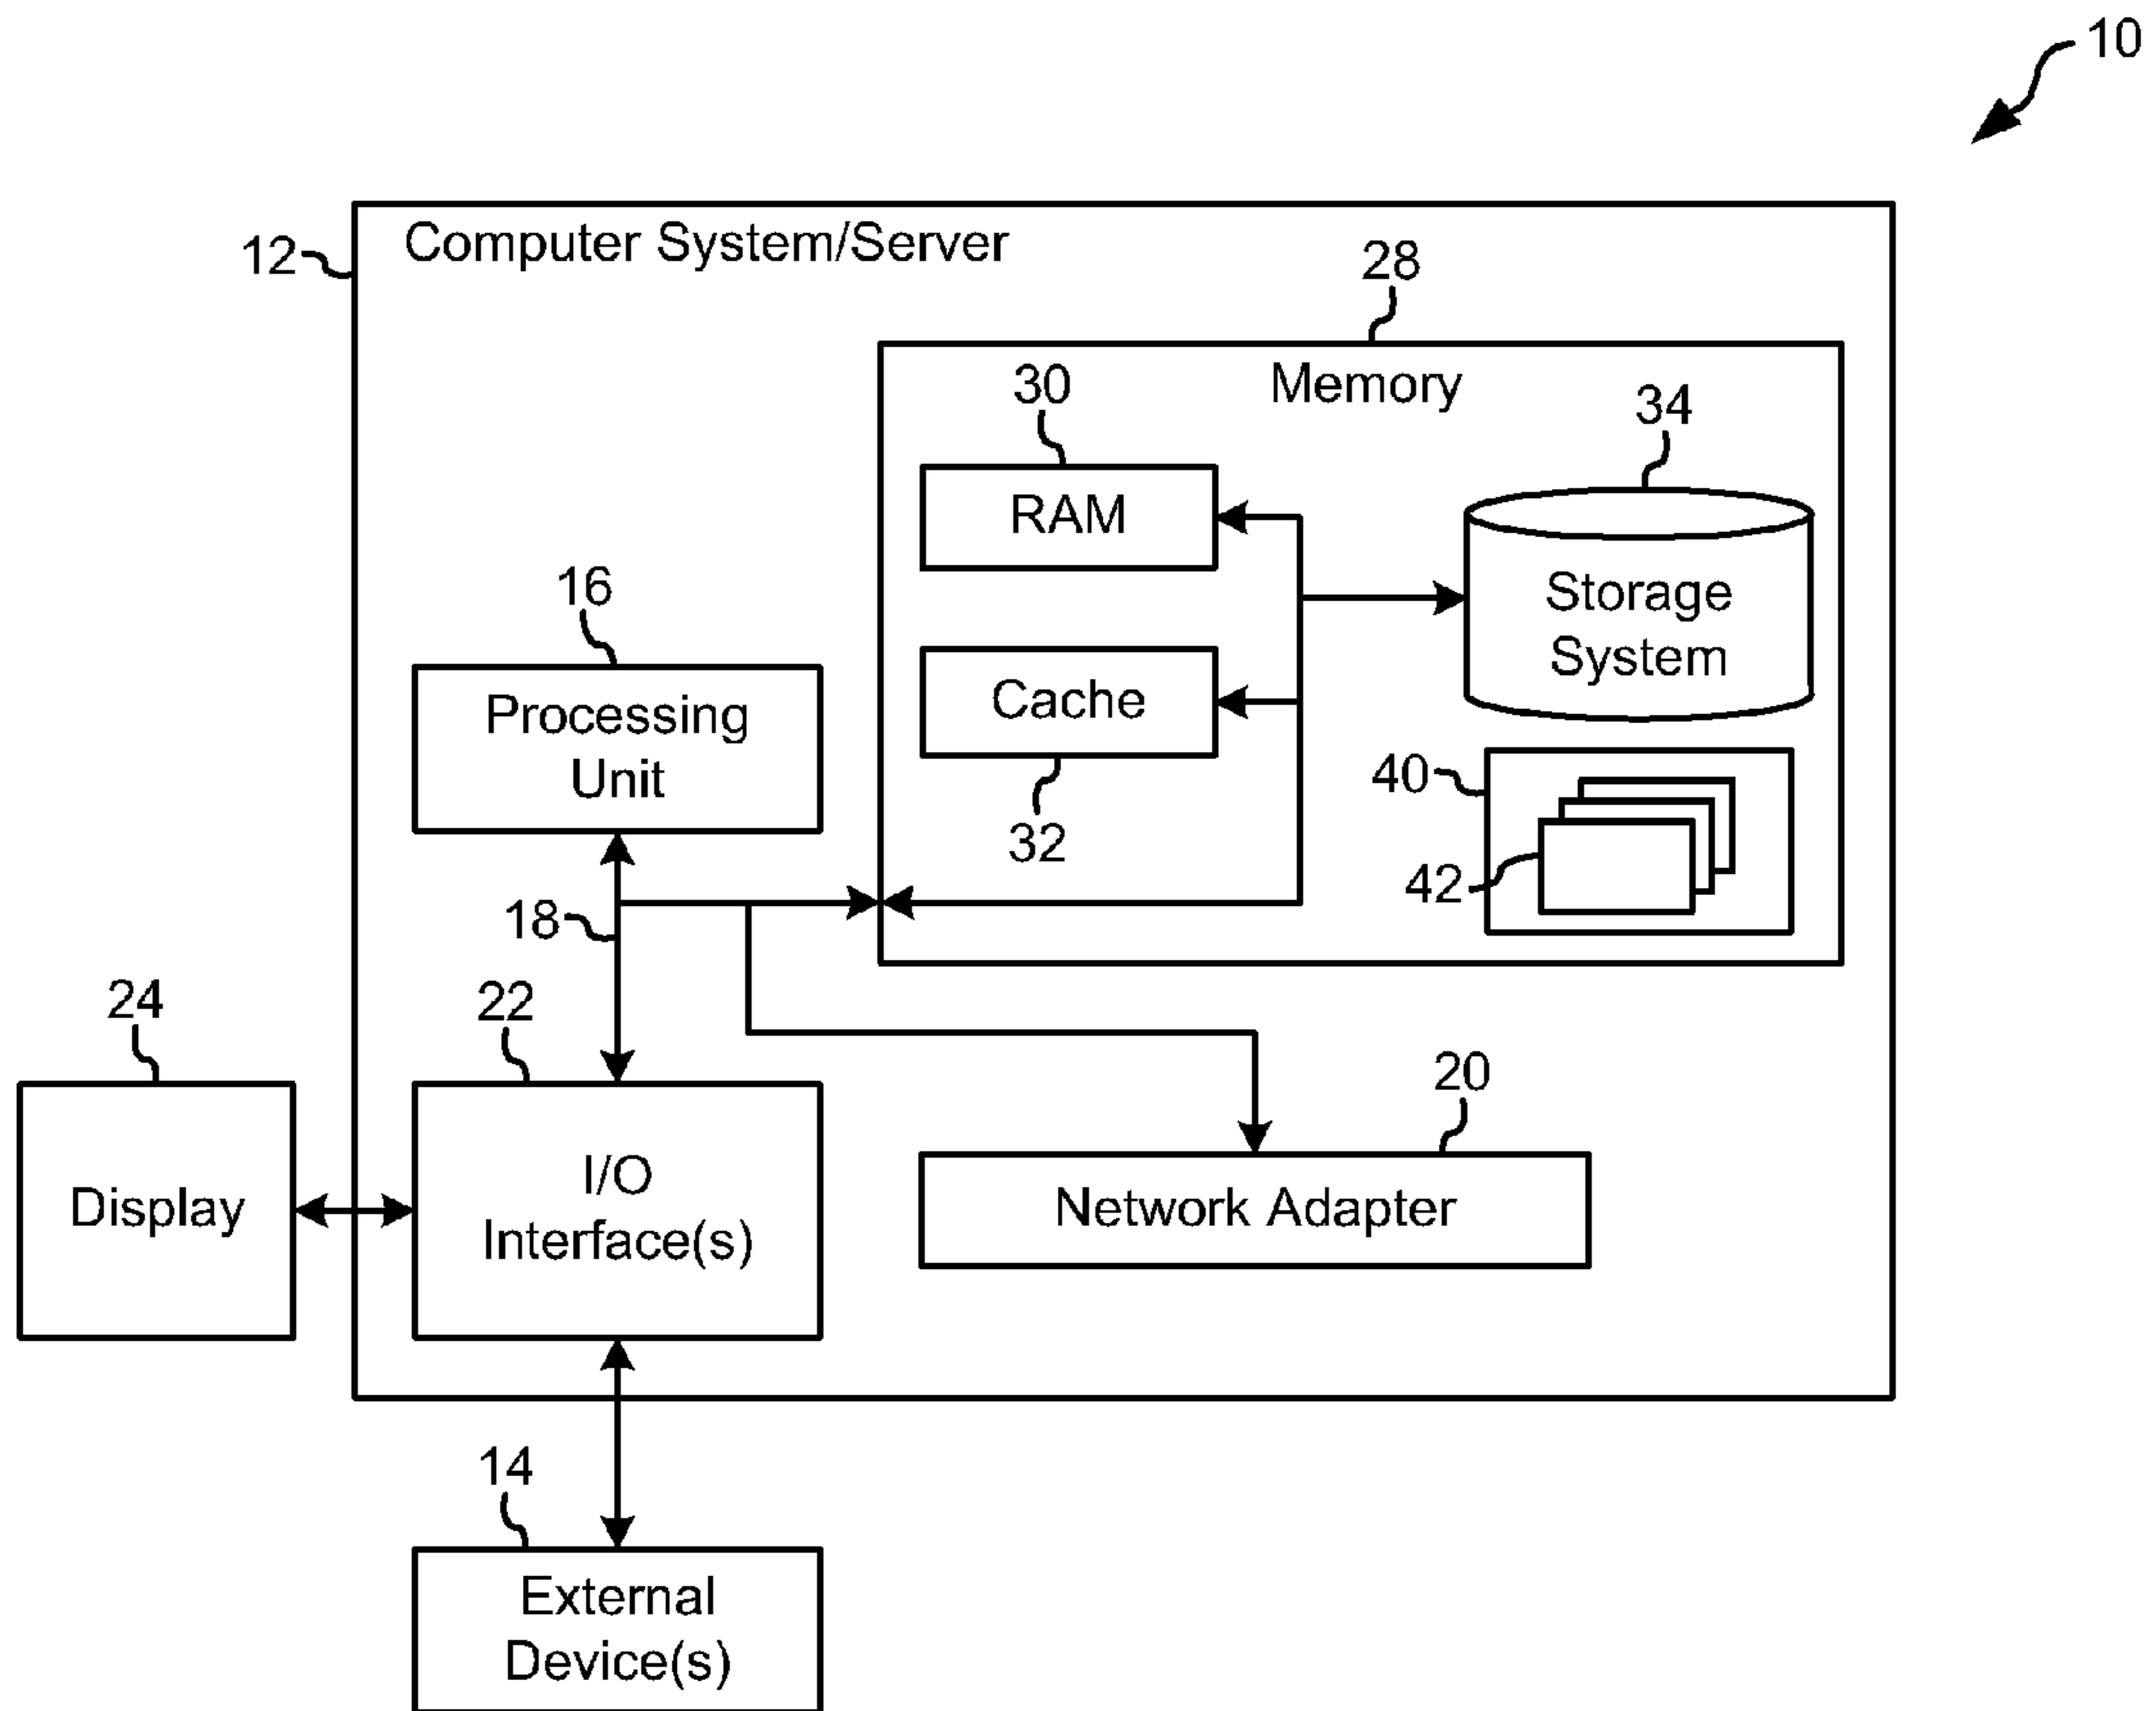 10
12
Computer System/Server
28
Memory
30
RAM
34
Storage
System
16
Processing
Unit
Cache
32
40
42
18
24
22
20
Display
I/O
Interface(s)
Network Adapter
14
External
Device(s)